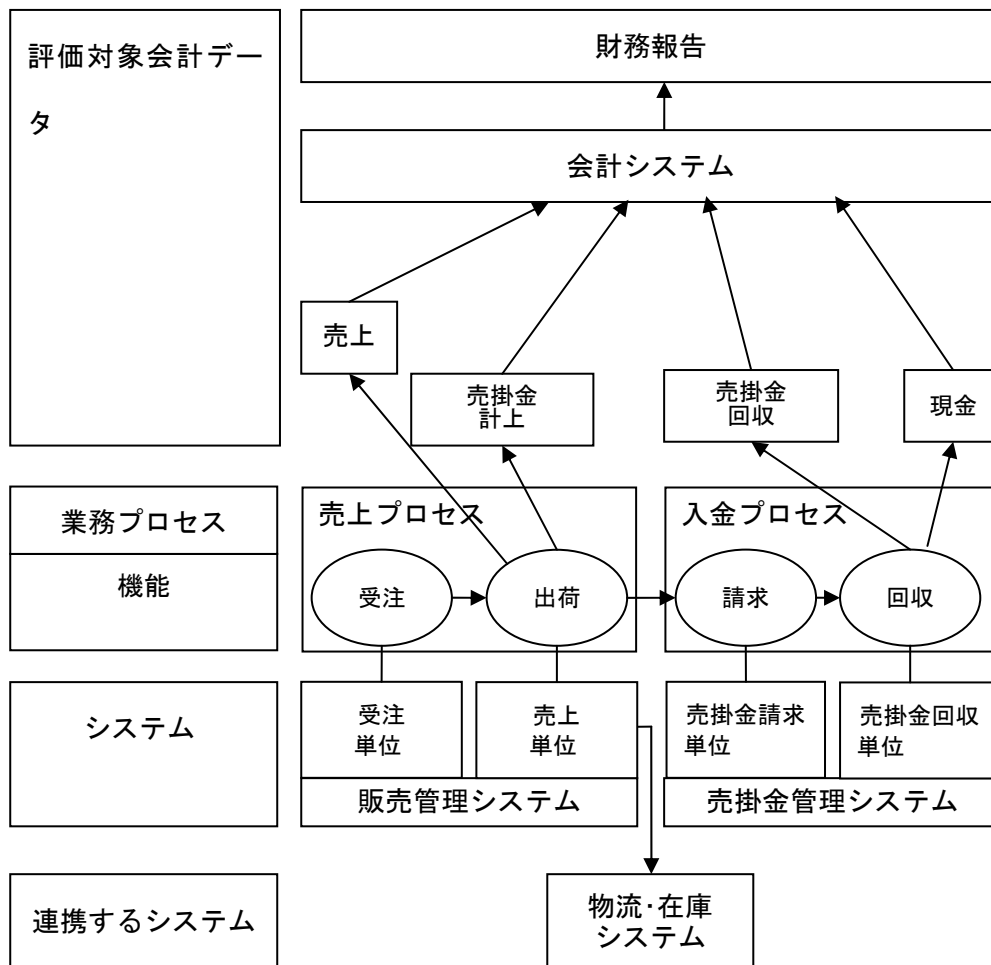 評価対象会計デー
タ
財務報告
会計システム
売上
売掛金
計上
売掛金
回収
現金
業務プロセス
機能
売上プロセス
入金プロセス
受注
出荷
請求
回収
システム
受注
単位
売上
単位
売掛金請求
単位
売掛金回収
単位
販売管理システム
売掛金管理システム
連携するシステム
物流・在庫
システム